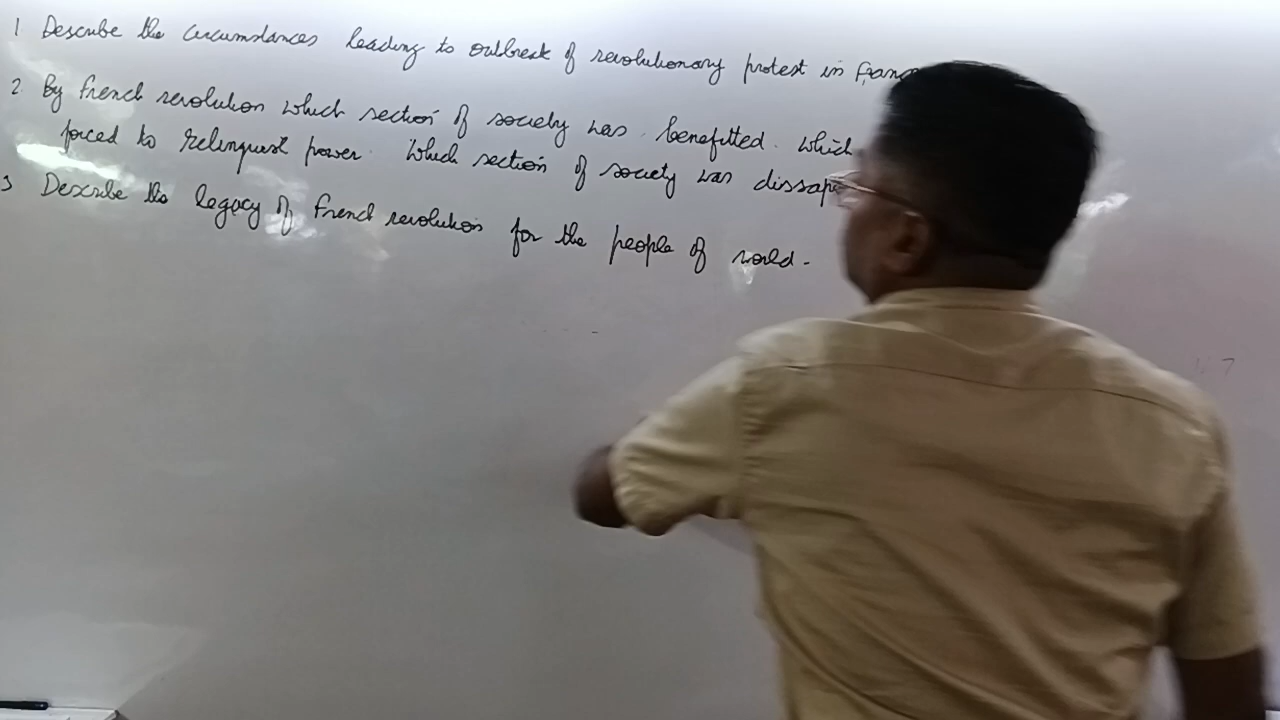 1 Describe the circumstances leading to outbreak of revolutionary protest in
2 By French revolution which section of society was benefitted. Which
forced to relinquest power. Which section of society was dissap
3 Describe the legacy of French revolution for the people of world.